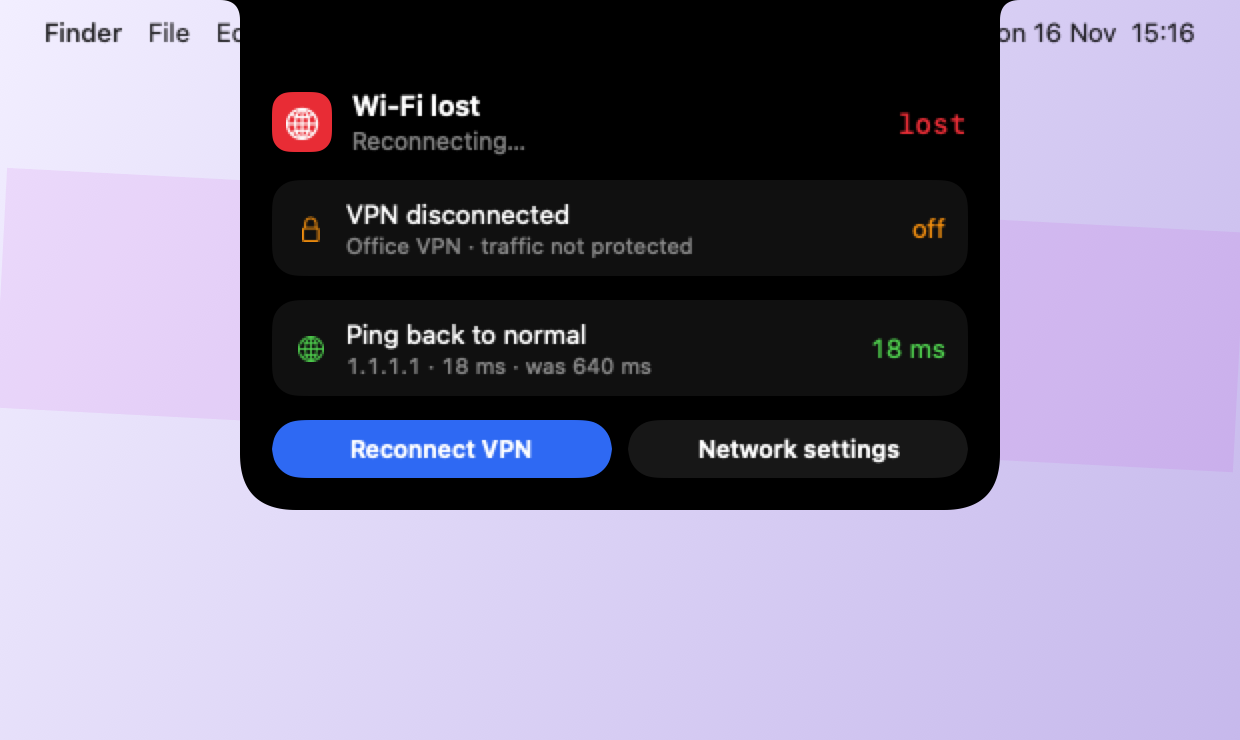 Finder File
16 Nov 15:16
Wi-Fi lost
Reconnecting...
lost
VPN disconnected
Office VPN · traffic not protected
off
Ping back to normal
1.1.1.1 · 18 ms · was 640 ms
18 ms
Reconnect VPN
Network settings